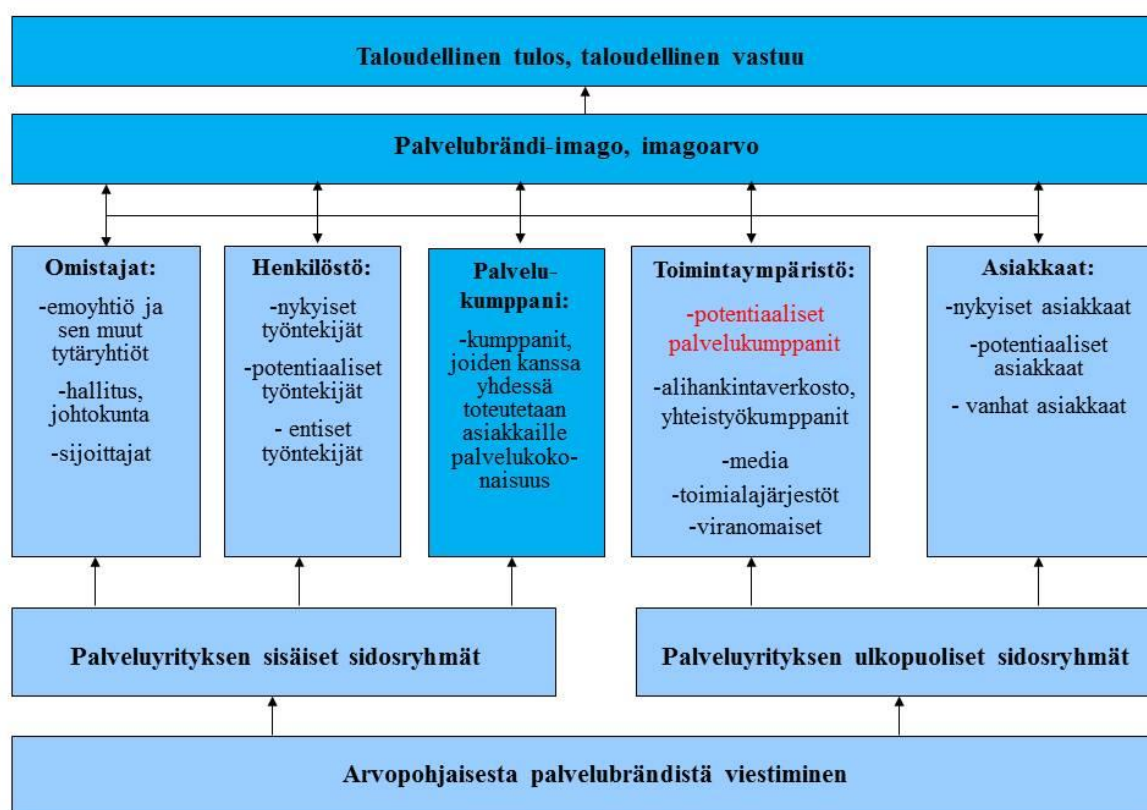 Taloudellinen tulos, taloudellinen vastuu
Palvelubrändi-imago, imagoarvo
Omistajat:
-emoyhtiö ja
sen muut
tytäryhtiöt
-hallitus,
johtokunta
-sijoittajat
Henkilöstö:
-nykyiset
työntekijät
-potentiaaliset
työntekijät
- entiset
työntekijät
Palvelu-
kumppani:
-kumppanit,
joiden kanssa
yhdessä
toteutetaan
asiakkaille
palvelukoko-
naisuus
Toimintaympäristö:
-potentiaaliset
palvelukumppanit
-alihankintaverkosto,
yhteistyökumppanit
-media
-toimialajärjestöt
-viranomaiset
Asiakkaat:
-nykyiset asiakkaat
-potentiaaliset
asiakkaat
- vanhat asiakkaat
Palveluyrityksen sisäiset sidosryhmät
Palveluyrityksen ulkopuoliset sidosryhmät
Arvopohjaisesta palvelubrändistä viestiminen